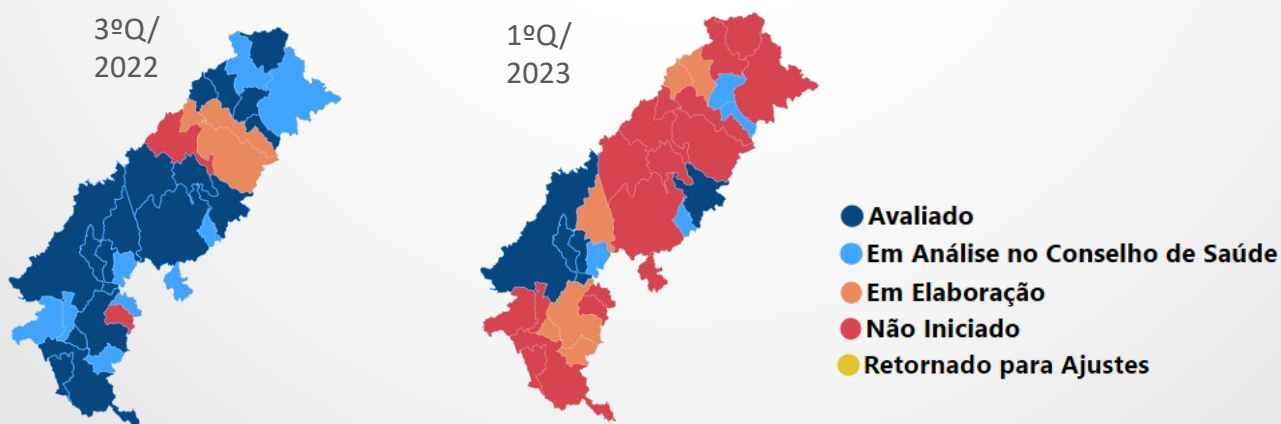 3ºQ/
2022
1ºQ/
2023
Avaliado
Em Análise no Conselho de Saúde
Em Elaboração
Não Iniciado
Retornado para Ajustes